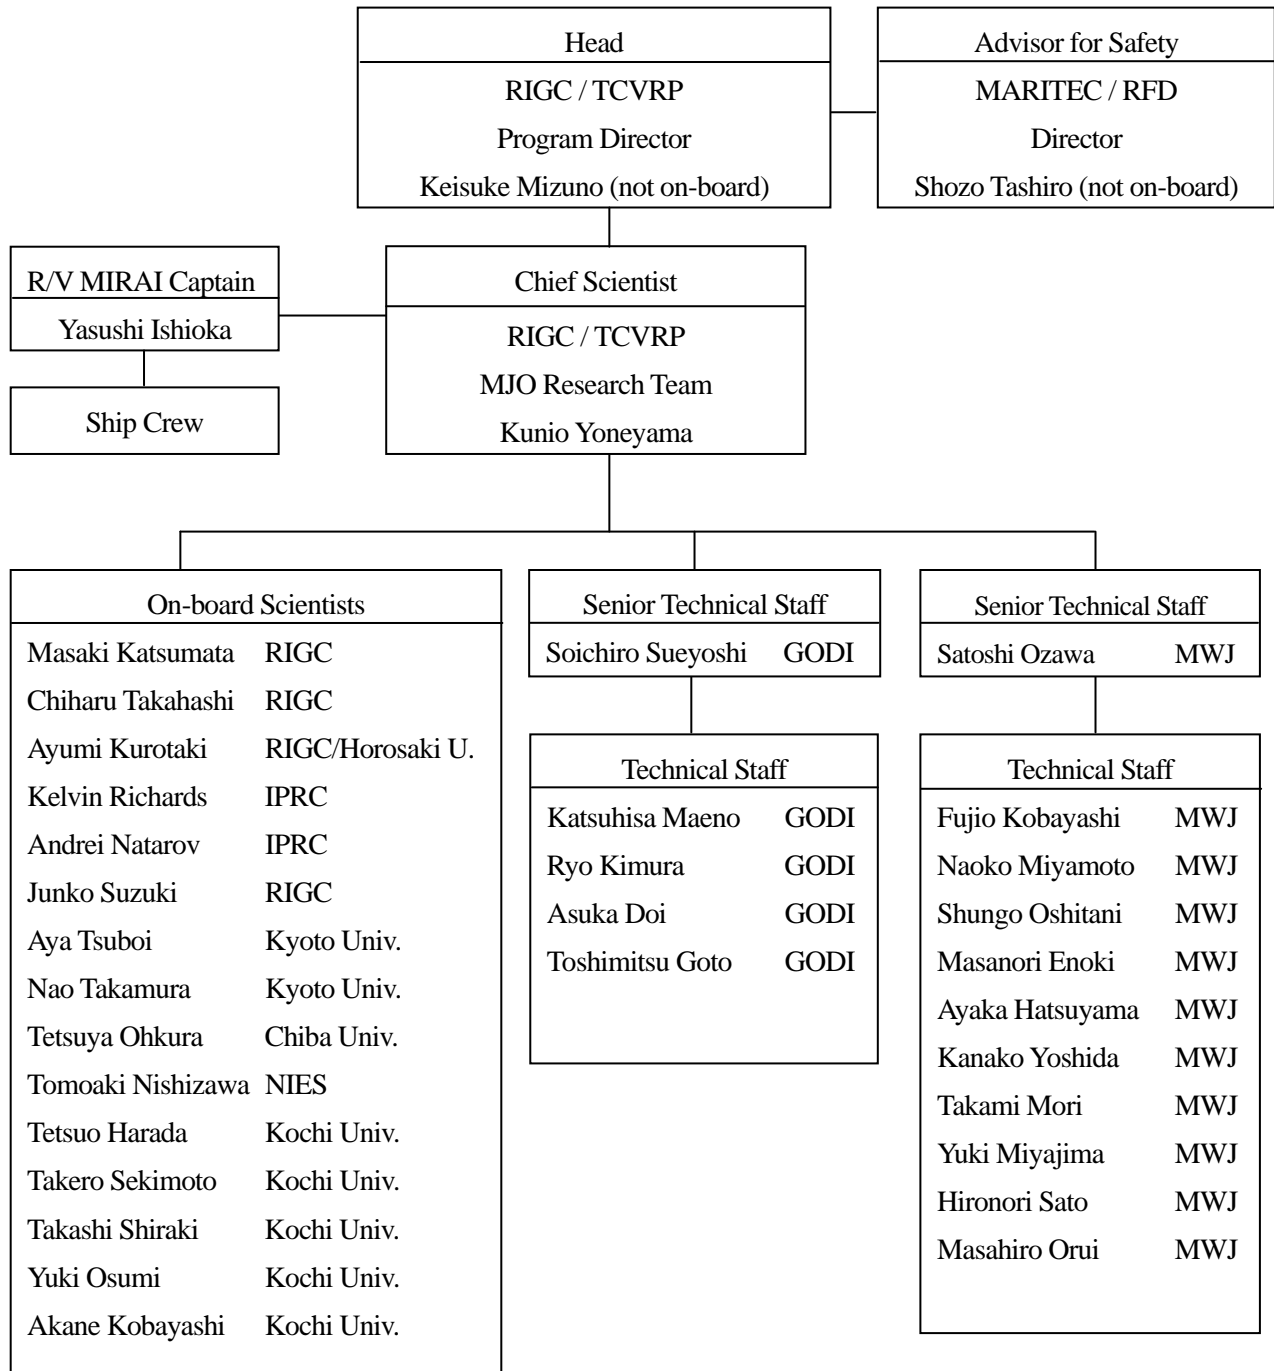 Head
RIGC / TCVRP
Program Director
Keisuke Mizuno (not on-board)
Advisor for Safety
MARITEC / RFD
Director
Shozo Tashiro (not on-board)
R/V MIRAI Captain
Yasushi Ishioka
Ship Crew
Chief Scientist
RIGC / TCVRP
MJO Research Team
Kunio Yoneyama
On-board Scientists
Masaki Katsumata RIGC
Chiharu Takahashi RIGC
Ayumi Kurotaki RIGC/Horosaki U.
Kelvin Richards IPRC
Andrei Natarov IPRC
Junko Suzuki RIGC
Aya Tsuboi Kyoto Univ.
Nao Takamura Kyoto Univ.
Tetsuya Ohkura Chiba Univ.
Tomoaki Nishizawa NIES
Tetsuo Harada Kochi Univ.
Takero Sekimoto Kochi Univ.
Takashi Shiraki Kochi Univ.
Yuki Osumi Kochi Univ.
Akane Kobayashi Kochi Univ.
Senior Technical Staff
Soichiro Sueyoshi GODI
Technical Staff
Katsuhisa Maeno GODI
Ryo Kimura GODI
Asuka Doi GODI
Toshimitsu Goto GODI
Senior Technical Staff
Satoshi Ozawa MWJ
Technical Staff
Fujio Kobayashi MWJ
Naoko Miyamoto MWJ
Shungo Oshitani MWJ
Masanori Enoki MWJ
Ayaka Hatsuyama MWJ
Kanako Yoshida MWJ
Takami Mori MWJ
Yuki Miyajima MWJ
Hironori Sato MWJ
Masahiro Orui MWJ